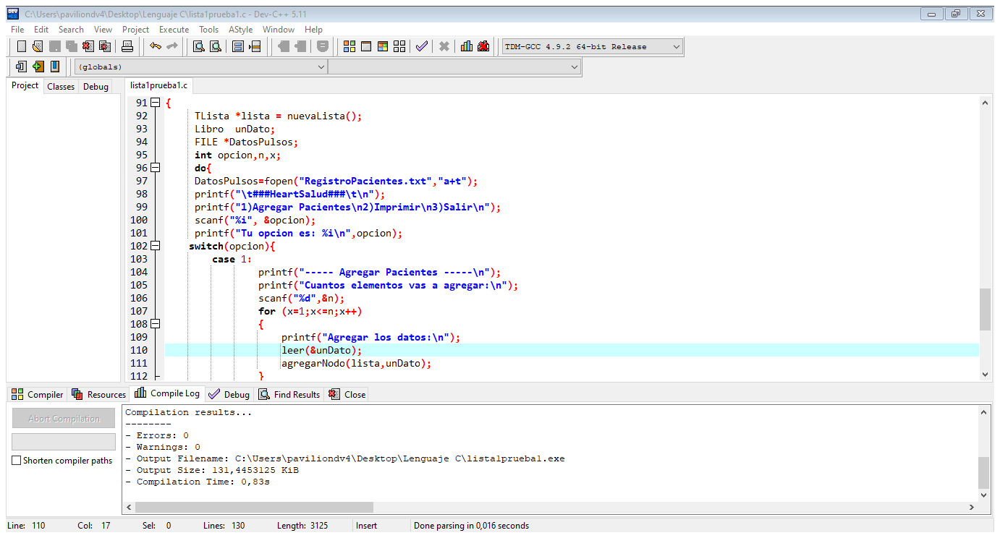 C:\Users\paviliondv4\Desktop\Lenguaje C\lista1prueba1.c - Dev-C++ 5.11
File Edit Search View Project Execute Tools AStyle Window Help
TDM-GCC 4.9.2 64-bit Release
(globals)
Project Classes Debug
lista1prueba1.c
91 {
92 TLista *lista = nuevaLista();
93 Libro  unDato;
94 FILE *DatosPulsos;
95 int opcion,n,x;
96 do{
97 DatosPulsos=fopen("RegistroPacientes.txt","a+t");
98 printf("\t###HeartSalud###\t\n");
99 printf("1)Agregar Pacientes\n2)Imprimir\n3)Salir\n");
100 scanf("%i", &opcion);
101 printf("Tu opcion es: %i\n",opcion);
102 switch(opcion){
103 case 1:
104 printf("----- Agregar Pacientes -----\n");
105 printf("Cuantos elementos vas a agregar:\n");
106 scanf("%d",&n);
107 for (x=1;x<=n;x++)
108 {
109 printf("Agregar los datos:\n");
110 leer(&unDato);
111 agregarNodo(lista,unDato);
112 }
Compiler Resources Compile Log Debug Find Results Close
Abort Compilation
Shorten compiler paths
Compilation results...
--------
- Errors: 0
- Warnings: 0
- Output Filename: C:\Users\paviliondv4\Desktop\Lenguaje C\lista1prueba1.exe
- Output Size: 131,4453125 KiB
- Compilation Time: 0,83s
Line: 110 Col: 17 Sel: 0 Lines: 130 Length: 3125 Insert Done parsing in 0,016 seconds